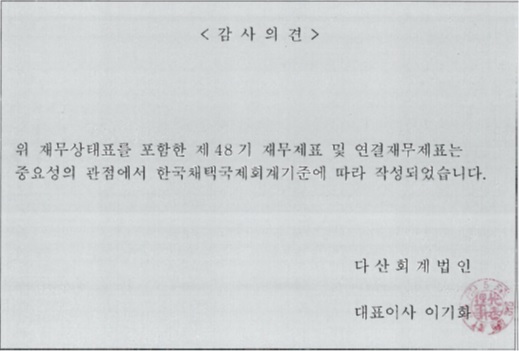 < 감 사 의 견 >
위 재무상태표를 포함한 제 48 기 재무제표 및 연결재무제표는
중요성의 관점에서 한국채택국제회계기준에 따라 작성되었습니다.
다 산 회 계 법 인
대표이사 이기화